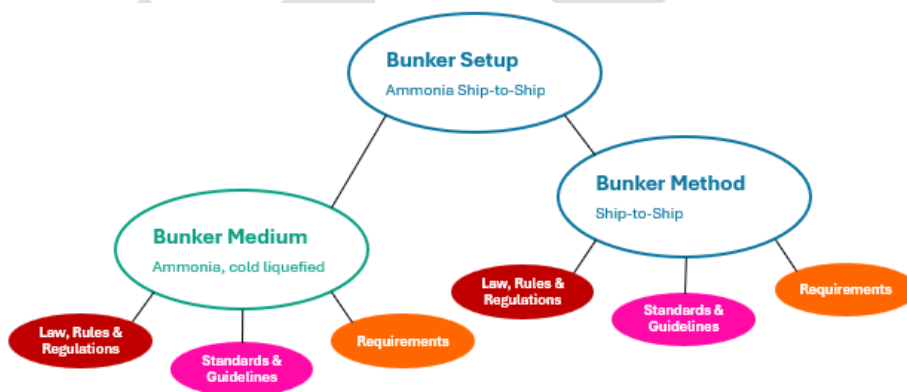 Bunker Setup
Ammonia Ship-to-Ship
Bunker Method
Ship-to-Ship
Bunker Medium
Ammonia, cold liquefied
Law, Rules &
Regulations
Standards &
Guidelines
Requirements
Law, Rules &
Regulations
Standards &
Guidelines
Requirements